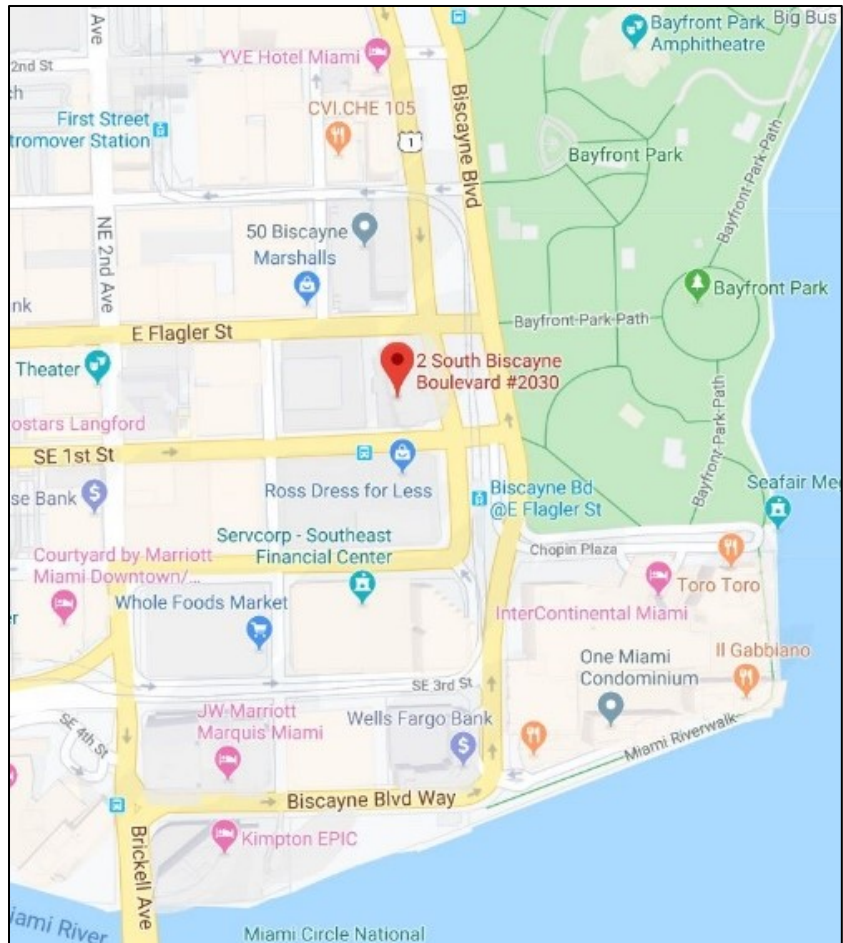 Big Bus
Bayfront Park
Amphitheatre
Ave
2nd St
YVE Hotel Miami
CVI.CHE 105
First Street
tromover Station
1
Biscayne Blvd
Bayfront Park
Bayfront-Park-Path
NE 2nd Ave
50 Biscayne
Marshalls
Bayfront Park
nk
E Flagler St
Bayfront-Park-Path
Theater
2 South Biscayne
Boulevard #2030
ostars Langford
SE 1st St
Bayfront-Park-Path
se Bank
Ross Dress for Less
Biscayne Bd
@E Flagler St
Seafair Me
Servcorp - Southeast
Financial Center
Chopin Plaza
Courtyard by Marriott
Miami Downtown/...
Toro Toro
Whole Foods Market
InterContinental Miami
er
One Miami
Condominium
Il Gabbiano
SE 3rd St
SE 4th St
JW Marriott
Marquis Miami
Wells Fargo Bank
$
Miami Riverwalk
Biscayne Blvd Way
Brickell Ave
Kimpton EPIC
iami River
Miami Circle National